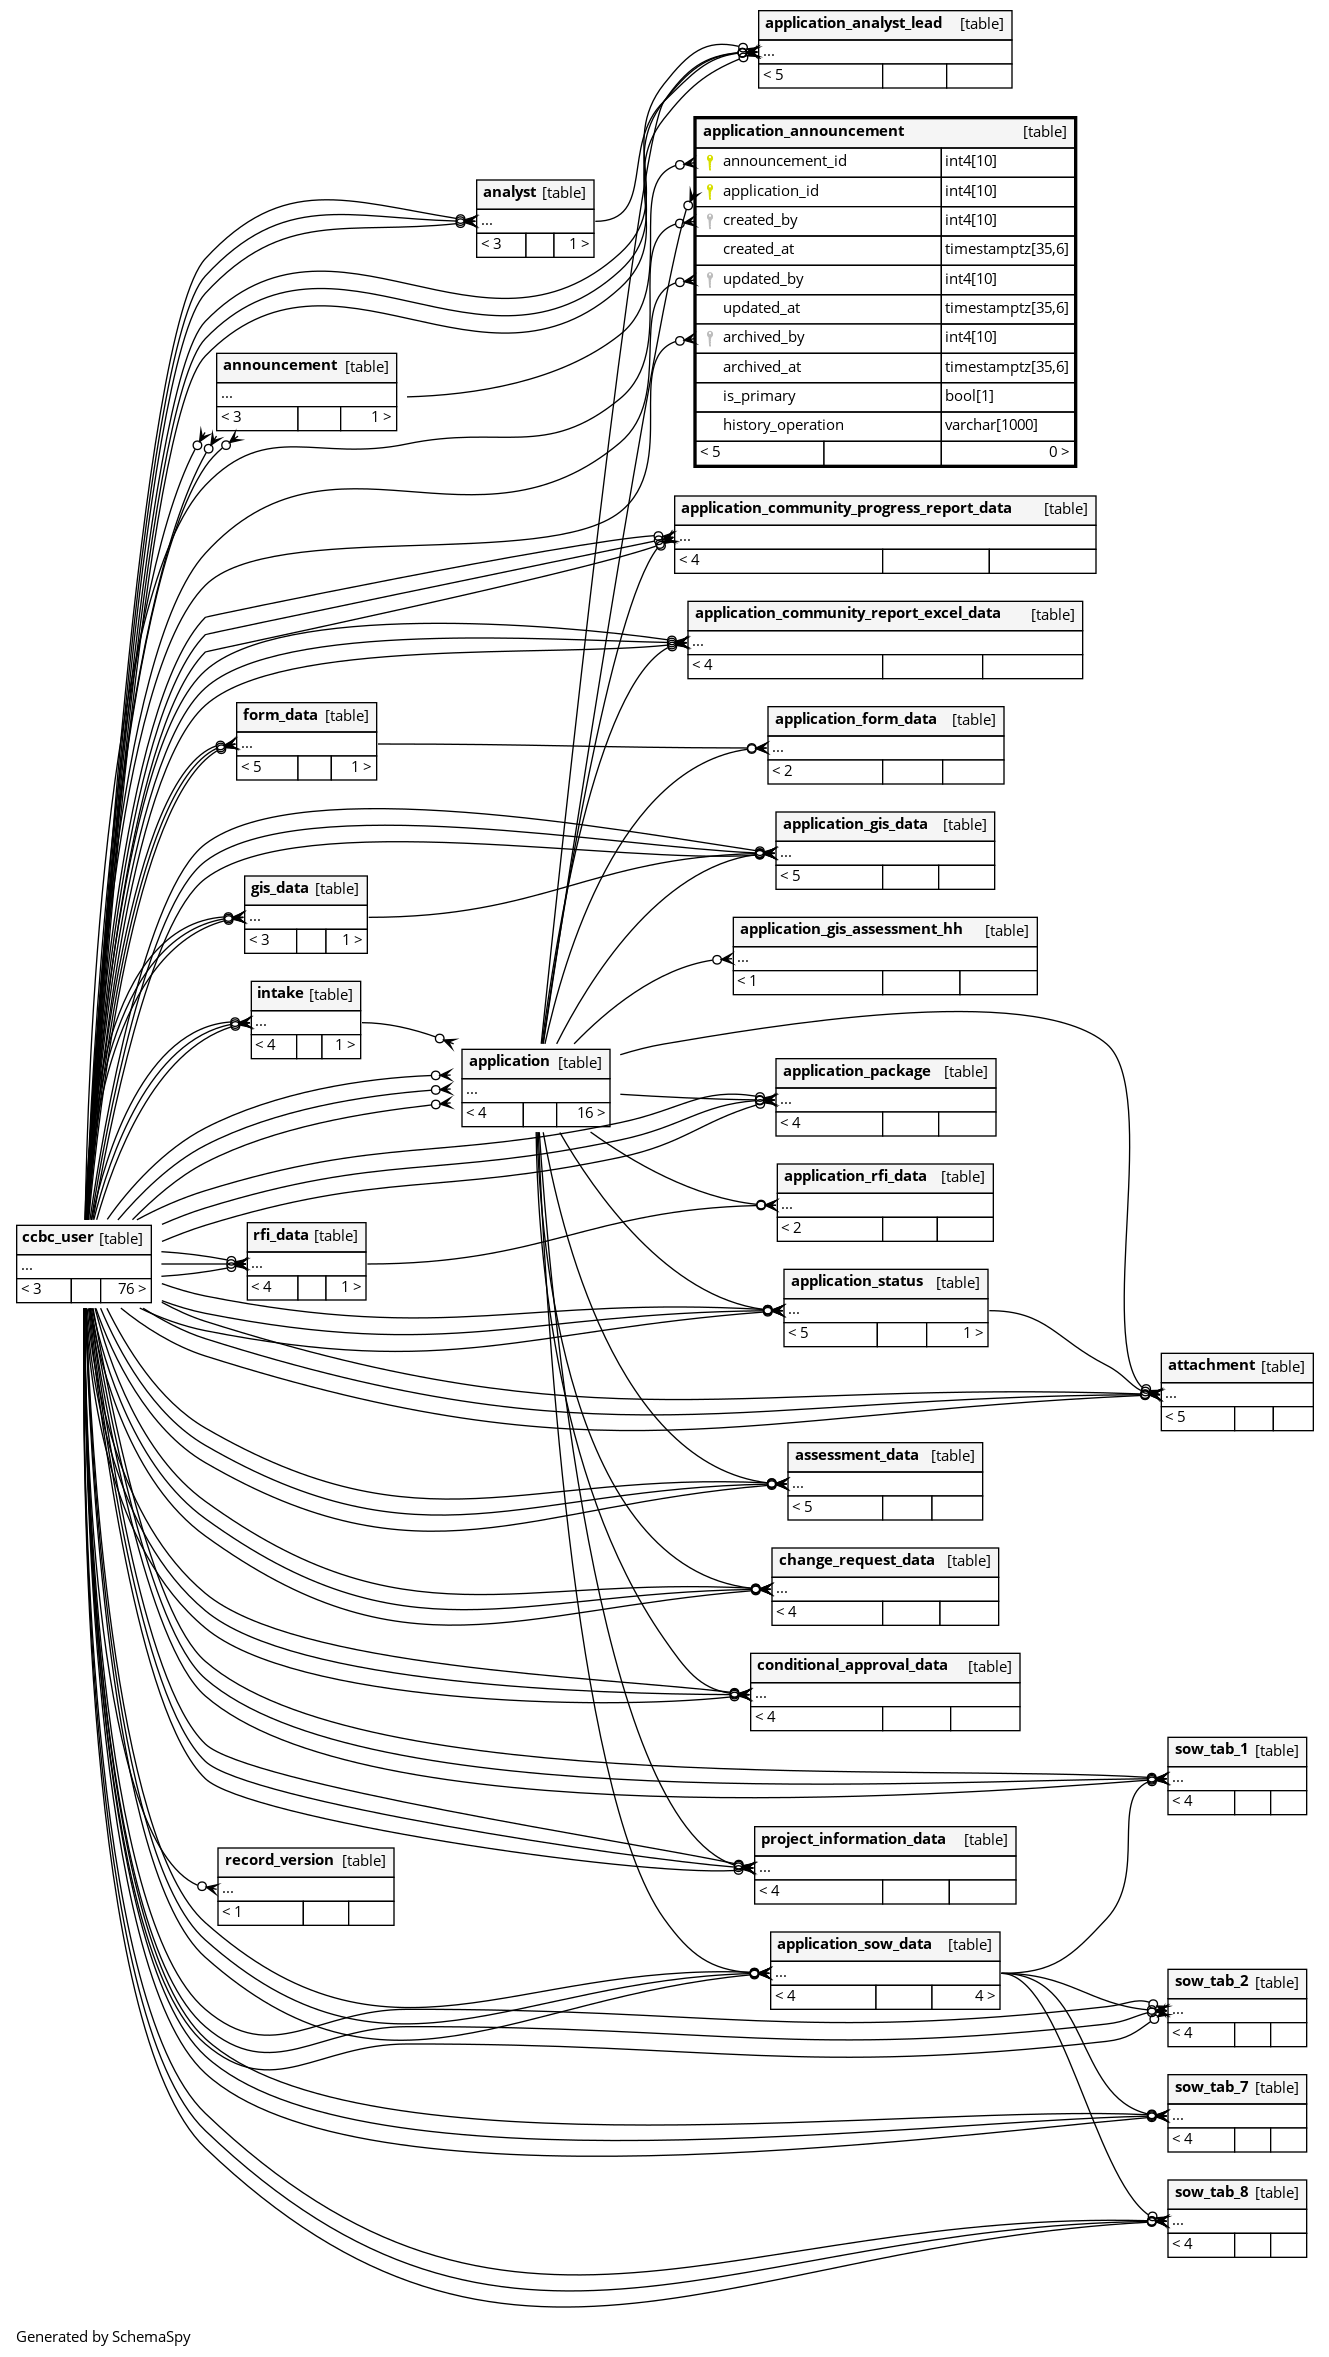 application_analyst_lead [table]
...
< 5
application_announcement [table]
announcement_id int4[10]
application_id int4[10]
created_by int4[10]
created_at timestamptz[35,6]
updated_by int4[10]
updated_at timestamptz[35,6]
archived_by int4[10]
archived_at timestamptz[35,6]
is_primary bool[1]
history_operation varchar[1000]
< 5 0 >
analyst [table]
...
< 3 1 >
announcement [table]
...
< 3 1 >
application_community_progress_report_data [table]
...
< 4
application_community_report_excel_data [table]
...
< 4
form_data [table]
...
< 5 1 >
application_form_data [table]
...
< 2
application_gis_data [table]
...
< 5
gis_data [table]
...
< 3 1 >
application_gis_assessment_hh [table]
...
< 1
intake [table]
...
< 4 1 >
application [table]
...
< 4 16 >
application_package [table]
...
< 4
application_rfi_data [table]
...
< 2
ccbc_user [table]
...
< 3 76 >
rfi_data [table]
...
< 4 1 >
application_status [table]
...
< 5 1 >
attachment [table]
...
< 5
assessment_data [table]
...
< 5
change_request_data [table]
...
< 4
conditional_approval_data [table]
...
< 4
sow_tab_1 [table]
...
< 4
project_information_data [table]
...
< 4
record_version [table]
...
< 1
application_sow_data [table]
...
< 4 4 >
sow_tab_2 [table]
...
< 4
sow_tab_7 [table]
...
< 4
sow_tab_8 [table]
...
< 4
Generated by SchemaSpy